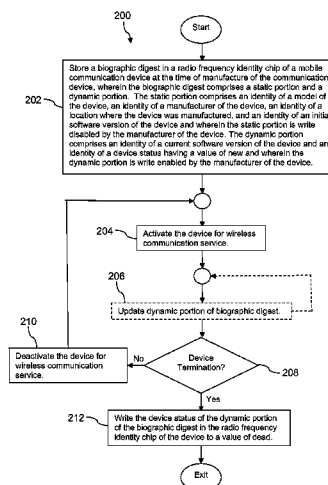 200
Start
202
Store a biographic digest in a radio frequency identity chip of a mobile
communication device at the time of manufacture of the communication
device, wherein the biographic digest comprises a static portion and a
dynamic portion. The static portion comprises an identity of a model of
the device, an identity of a manufacturer of the device, an identity of a
location where the device was manufactured, and an identity of an initial
software version of the device and wherein the static portion is write
disabled by the manufacturer of the device. The dynamic portion
comprises an identity of a current software version of the device and an
identity of a device status having a value of new and wherein the
dynamic portion is write enabled by the manufacturer of the device.
204
Activate the device for wireless
communication service.
206
Update dynamic portion of biographic digest.
210
Deactivate the device for
wireless communication
service.
No
Device
Termination?
208
Yes
212
Write the device status of the dynamic portion
of the biographic digest in the radio frequency
identity chip of the device to a value of dead.
Exit